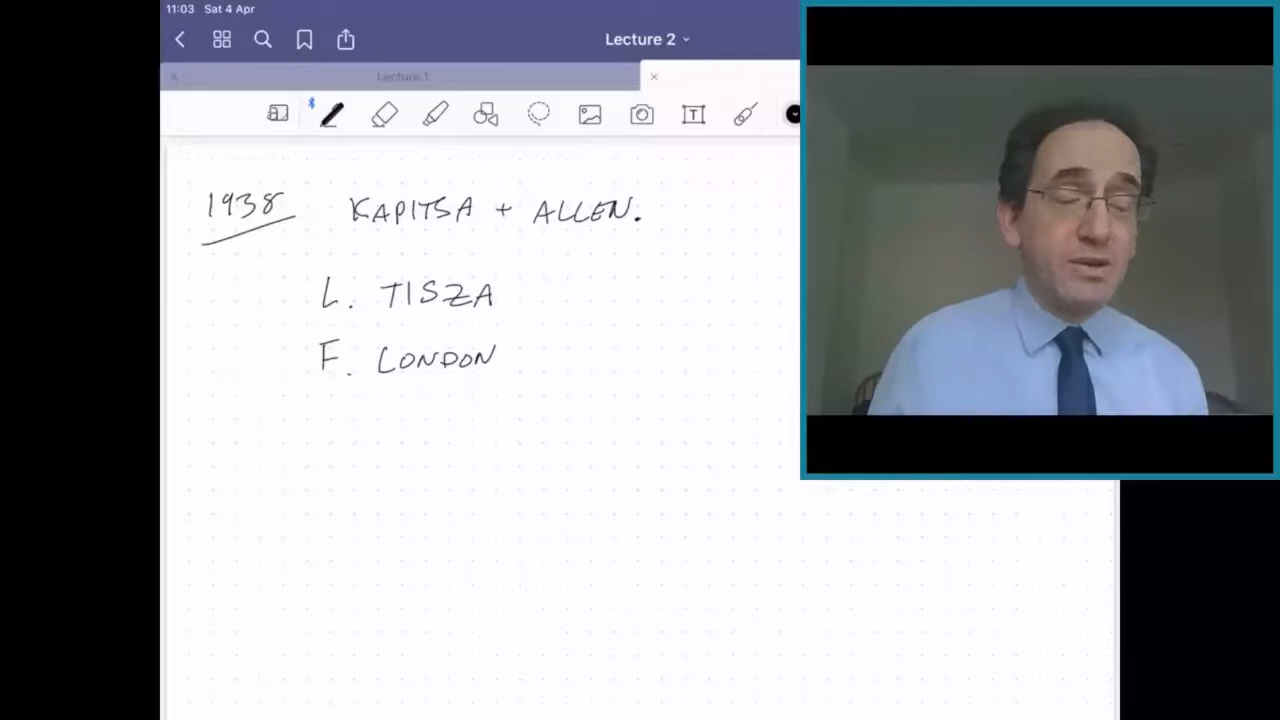 11:03 Sat 4 Apr
Lecture 2
Lecture 1
T
1938 KAPITSA + ALLEN.
L. TISZA
F. LONDON